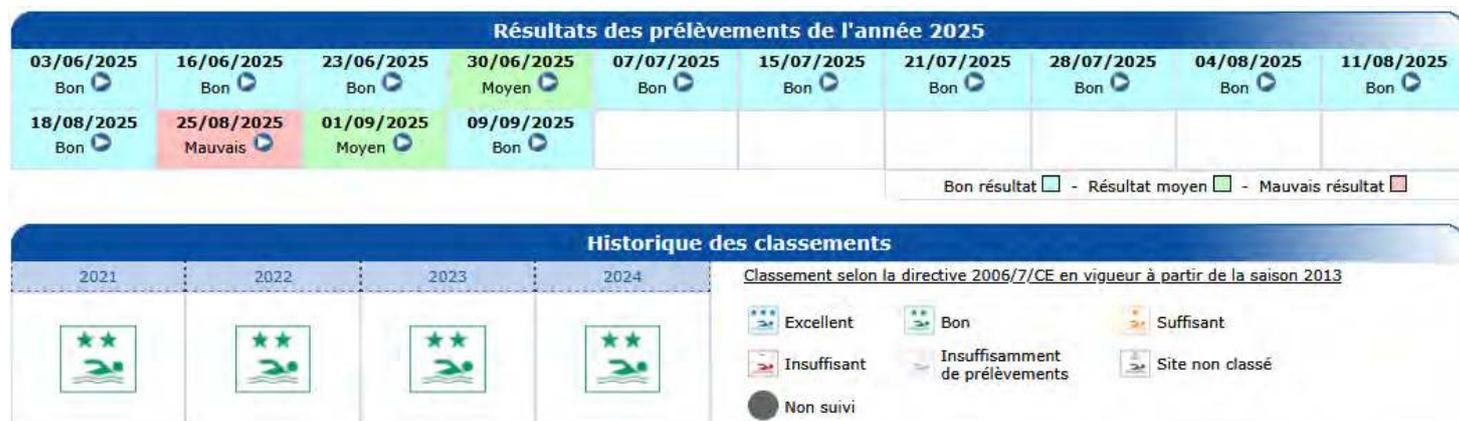 Résultats des prélèvements de l'année 2025
03/06/2025 16/06/2025 23/06/2025 30/06/2025 07/07/2025 15/07/2025 21/07/2025 28/07/2025 04/08/2025 11/08/2025
Bon Bon Bon Moyen Bon Bon Bon Bon Bon Bon
18/08/2025 25/08/2025 01/09/2025 09/09/2025
Bon Mauvais Moyen Bon
Bon résultat - Résultat moyen - Mauvais résultat
Historique des classements
2021 2022 2023 2024
Classement selon la directive 2006/7/CE en vigueur à partir de la saison 2013
Excellent Bon Suffisant
Insuffisant Insuffisamment de prélèvements Site non classé
Non suivi